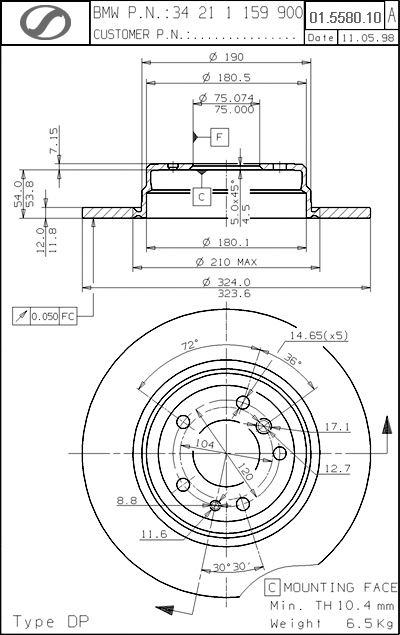 BMW P.N.:34 21 1 159 900
01.5580.10 A
CUSTOMER P.N.:................
Date 11.05.98
Ø 190
Ø 180.5
Ø 75.074
75.000
F
7.15
54.0
53.8
C
5.0x45°
4.5
12.0
11.8
Ø 180.1
Ø 210 MAX
Ø 324.0
323.6
0.050 FC
14.65(x5)
72°
36°
17.1
104
120
12.7
8.8
11.6
30°30'
C MOUNTING FACE
Min. TH 10.4 mm
Type DP
Weight 6.5Kg